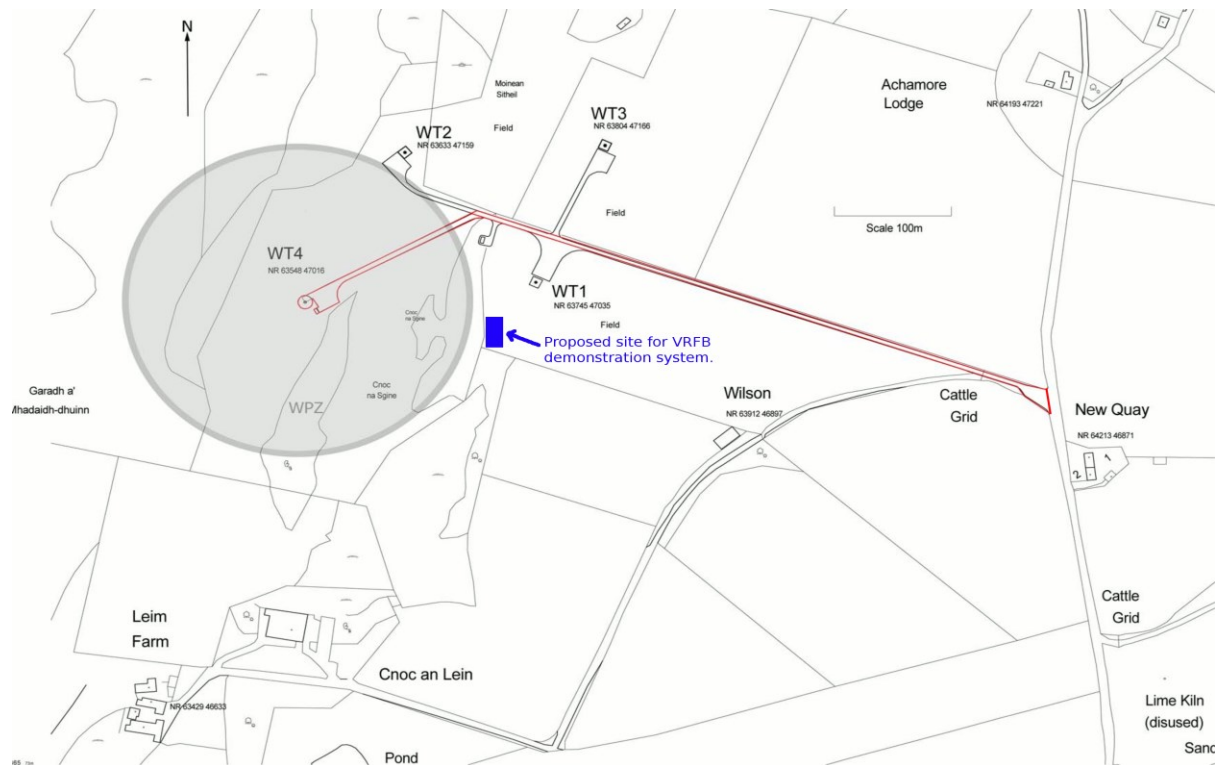 N
Moinean
Sitheil
Field
WT3
NR 63804 47166
WT2
NR 63633 47159
Achamore
Lodge
NR 64193 47221
Field
Scale 100m
WT4
NR 63548 47016
WT1
NR 63745 47035
Cnoc
na Sgine
Field
Proposed site for VRFB
demonstration system.
Garadh a'
Mhadaidh-dhuinn
Cnoc
na Sgine
WPZ
Wilson
NR 63912 46897
Cattle
Grid
New Quay
NR 64213 46871
1
2
Leim
Farm
Cattle
Grid
Cnoc an Lein
NR 63429 46633
Lime Kiln
(disused)
Pond